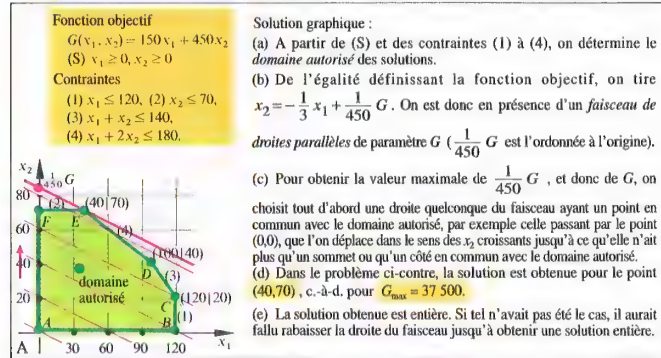 Fonction objectif
G(x₁, x₂) = 150x₁ + 450x₂
(S) x₁ ≥ 0, x₂ ≥ 0
Contraintes
(1) x₁ ≤ 120, (2) x₂ ≤ 70,
(3) x₁ + x₂ ≤ 140,
(4) x₁ + 2x₂ ≤ 180.
x₂
1/450 G
80
60
40
20
(2)
(40|70)
F
E
(4)
(100|40)
D
(3)
domaine
autorisé
C
(120|20)
(1)
A
B
A
30 60 90 120
x₁
Solution graphique :
(a) A partir de (S) et des contraintes (1) à (4), on détermine le
domaine autorisé des solutions.
(b) De l'égalité définissant la fonction objectif, on tire
x₂ = −1/3 x₁ + 1/450 G. On est donc en présence d'un faisceau de
droites parallèles de paramètre G (1/450 G est l'ordonnée à l'origine).
(c) Pour obtenir la valeur maximale de 1/450 G, et donc de G, on
choisit tout d'abord une droite quelconque du faisceau ayant un point en
commun avec le domaine autorisé, par exemple celle passant par le point
(0,0), que l'on déplace dans le sens des x₂ croissants jusqu'à ce qu'elle n'ait
plus qu'un sommet ou qu'un côté en commun avec le domaine autorisé.
(d) Dans le problème ci-contre, la solution est obtenue pour le point
(40,70), c.-à-d. pour Gmax = 37 500.
(e) La solution obtenue est entière. Si tel n'avait pas été le cas, il aurait
fallu rabaisser la droite du faisceau jusqu'à obtenir une solution entière.